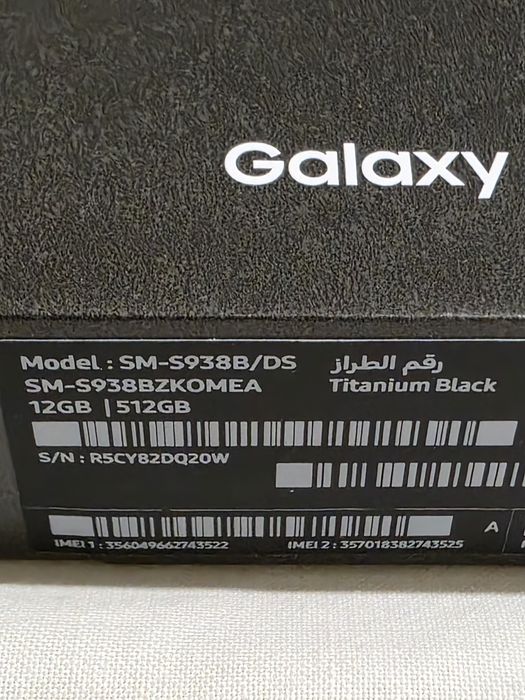 Galaxy
Model : SM-S938B/DS رقم الطراز
SM-S938BZKOMEA Titanium Black
12GB | 512GB
S/N : R5CY82DQ20W
A
IMEI 1 : 356049662743522 IMEI 2 : 357018382743525